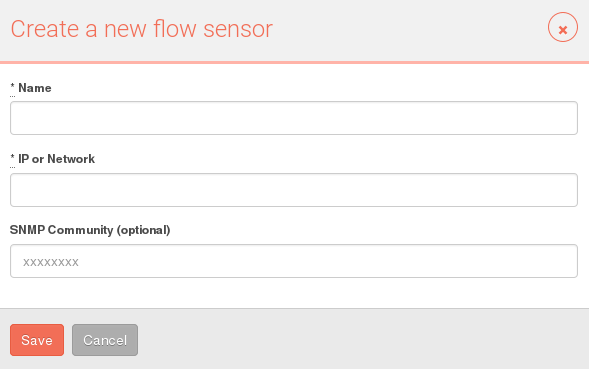 Create a new flow sensor
* Name
* IP or Network
SNMP Community (optional)
xxxxxxxx
Save Cancel